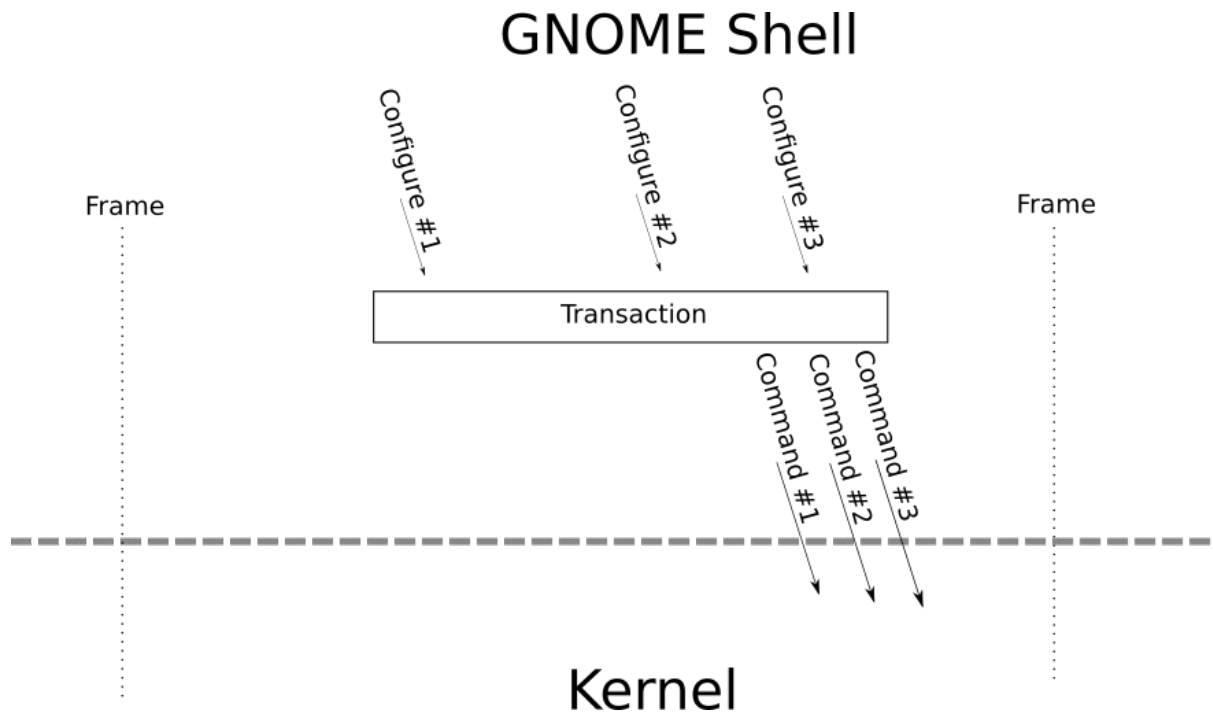 GNOME Shell
Configure #1
Configure #2
Configure #3
Frame
Frame
Transaction
Command #1
Command #2
Command #3
Kernel